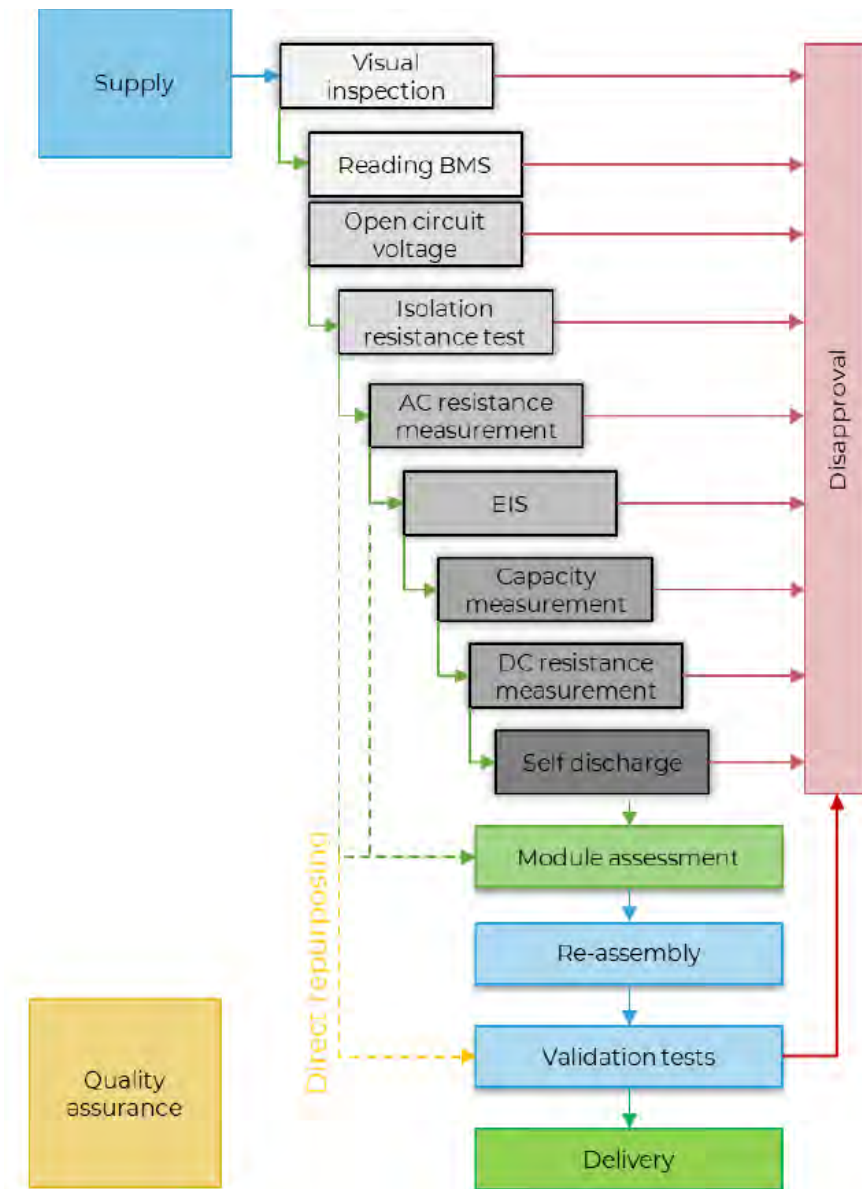 Supply
Visual
inspection
Reading BMS
Open circuit
voltage
Isolation
resistance test
AC resistance
measurement
EIS
Capacity
measurement
DC resistance
measurement
Self discharge
Disapproval
Module assessment
Re-assembly
Direct repurposing
Validation tests
Quality
assurance
Delivery